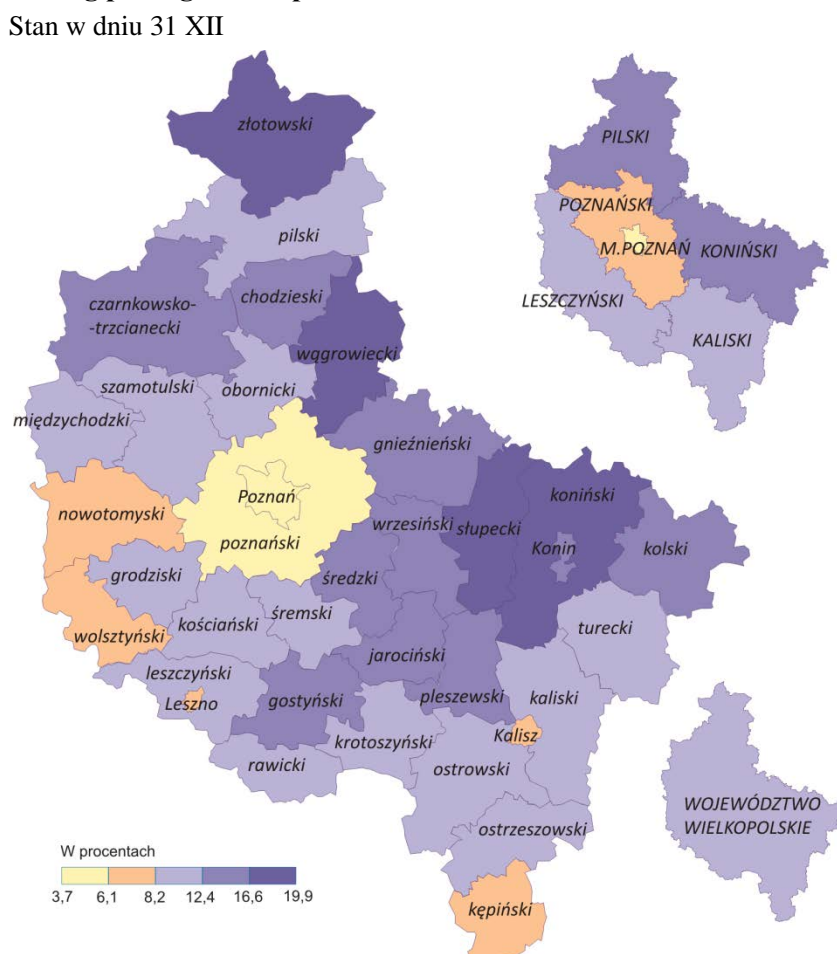 Stan w dniu 31 XII
złotowski
pilski
czarnkowsko-
-trzcianecki
chodzieski
wągrowiecki
szamotulski
obornicki
międzychodzki
gnieźnieński
Poznań
poznański
nowotomyski
wrzesiński
słupecki
koniński
Konin
kolski
grodziski
średzki
wolsztyński
kościański
śremski
turecki
leszczyński
Leszno
gostyński
jarociński
pleszewski
kaliski
Kalisz
rawicki
krotoszyński
ostrowski
ostrzeszowski
kępiński
PILSKI
POZNAŃSKI
M.POZNAŃ
KONIŃSKI
LESZCZYŃSKI
KALISKI
WOJEWÓDZTWO
WIELKOPOLSKIE
W procentach
3,7 6,1 8,2 12,4 16,6 19,9